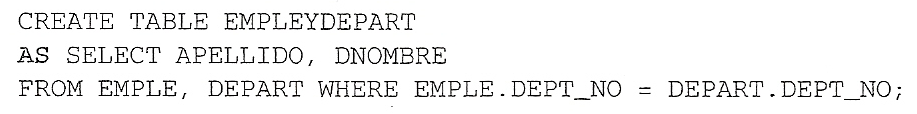 CREATE TABLE EMPLEYDEPART
AS SELECT APELLIDO, DNOMBRE
FROM EMPLE, DEPART WHERE EMPLE.DEPT_NO = DEPART.DEPT_NO;